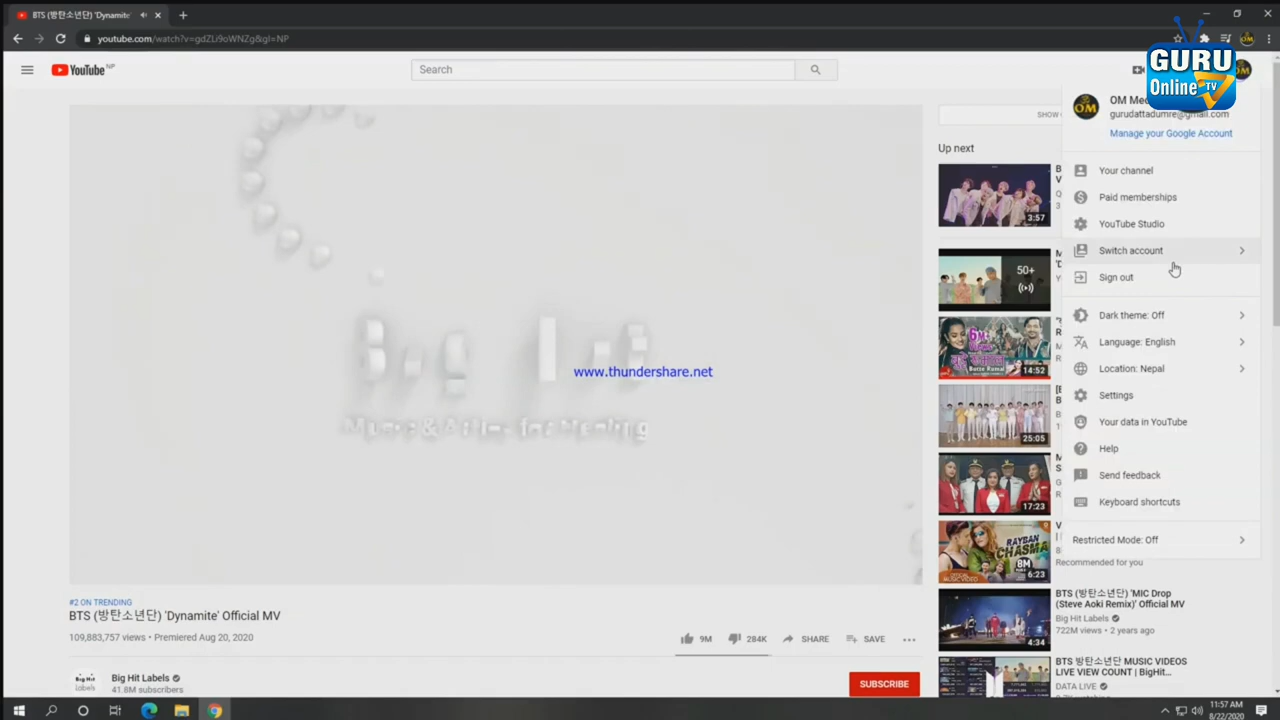 BTS (방탄소년단) 'Dynamite'
youtube.com/watch?v=gdZLi9oWNZg&gl=NP
YouTube NP
Search
GURU
Online TV
OM
OM Med
gurudattadumre@gmail.com
Manage your Google Account
Your channel
Paid memberships
YouTube Studio
Switch account
Sign out
Dark theme: Off
Language: English
Location: Nepal
Settings
Your data in YouTube
Help
Send feedback
Keyboard shortcuts
Restricted Mode: Off
SHOW
Up next
3:57
50+
6M
Butte Rumal
14:52
25:05
17:23
RAYBAN
CHASMA
8M
6:23
Recommended for you
4:34
BTS (방탄소년단) 'MIC Drop
(Steve Aoki Remix)' Official MV
Big Hit Labels
722M views • 2 years ago
BTS 방탄소년단 MUSIC VIDEOS
LIVE VIEW COUNT | BigHit...
DATA LIVE
www.thundershare.net
#2 ON TRENDING
BTS (방탄소년단) 'Dynamite' Official MV
109,883,757 views • Premiered Aug 20, 2020
9M
284K
SHARE
SAVE
Big Hit Labels
41.8M subscribers
SUBSCRIBE
11:57 AM
8/22/2020